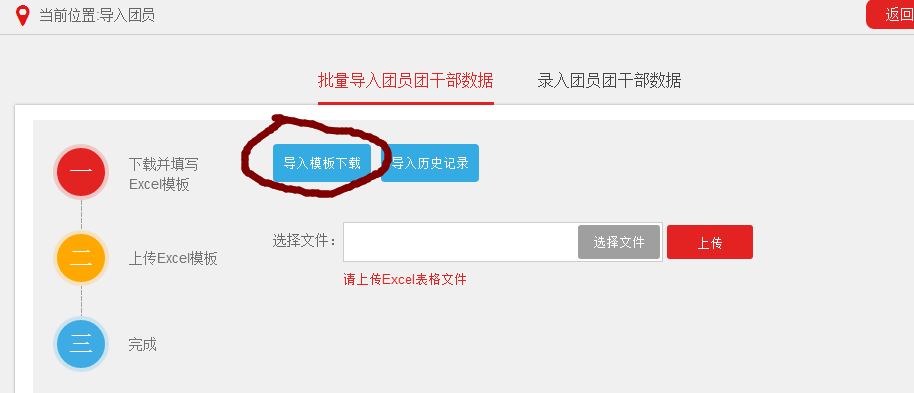 当前位置:导入团员
返回
批量导入团员团干部数据
录入团员团干部数据
一
下载并填写
Excel模板
导入模板下载
导入历史记录
二
上传Excel模板
选择文件：
选择文件
上传
请上传Excel表格文件
三
完成